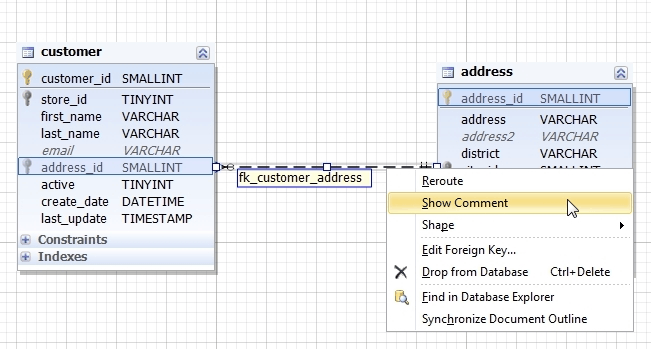 customer
customer_id SMALLINT
store_id TINYINT
first_name VARCHAR
last_name VARCHAR
email VARCHAR
address_id SMALLINT
active TINYINT
create_date DATETIME
last_update TIMESTAMP
Constraints
Indexes
fk_customer_address
address
address_id SMALLINT
address VARCHAR
address2 VARCHAR
district VARCHAR
Reroute
Show Comment
Shape
Edit Foreign Key...
Drop from Database Ctrl+Delete
Find in Database Explorer
Synchronize Document Outline